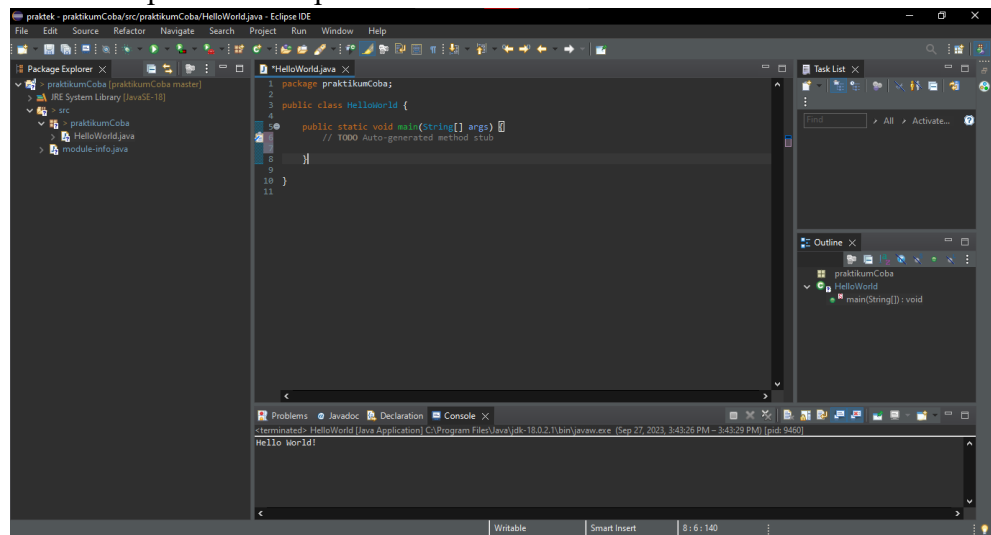 praktek - praktikumCoba/src/praktikumCoba/HelloWorld.java - Eclipse IDE
File Edit Source Refactor Navigate Search Project Run Window Help
Package Explorer
> praktikumCoba [praktikumCoba master]
JRE System Library [JavaSE-18]
> src
> praktikumCoba
> HelloWorld.java
module-info.java
*HelloWorld.java
1 package praktikumCoba;
2
3 public class HelloWorld {
4
5 public static void main(String[] args) {
6 // TODO Auto-generated method stub
7
8 }
9
10 }
11
Task List
Find All Activate...
Outline
praktikumCoba
HelloWorld
main(String[]) : void
Problems Javadoc Declaration Console
<terminated> HelloWorld [Java Application] C:\Program Files\Java\jdk-18.0.2.1\bin\javaw.exe (Sep 27, 2023, 3:43:26 PM – 3:43:29 PM) [pid: 9460]
Hello World!
Writable Smart Insert 8 : 6 : 140